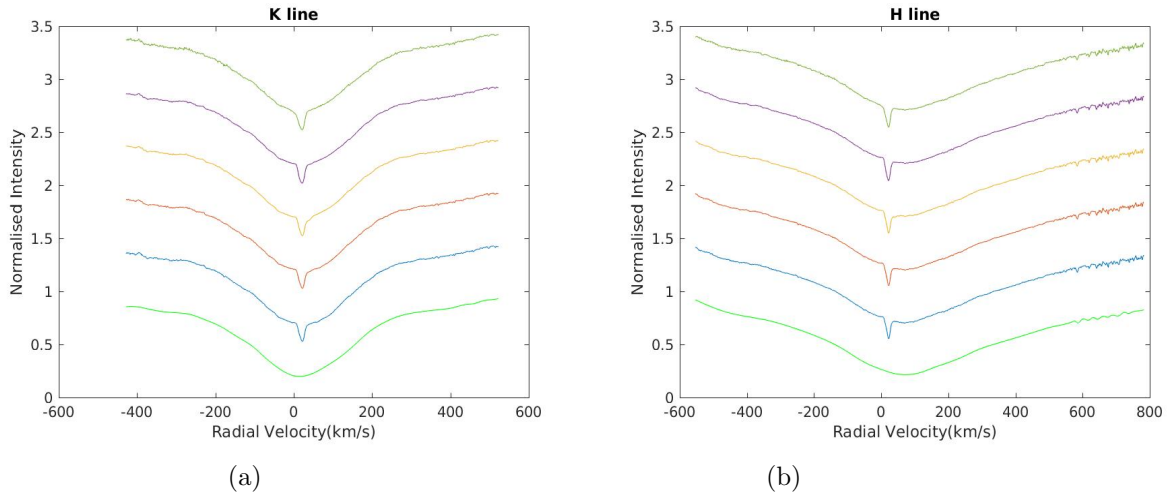 K line
3.5
3
2.5
2
1.5
1
0.5
0
Normalised Intensity
-600 -400 -200 0 200 400 600
Radial Velocity(km/s)
(a)
H line
3.5
3
2.5
2
1.5
1
0.5
0
Normalised Intensity
-600 -400 -200 0 200 400 600 800
Radial Velocity(km/s)
(b)